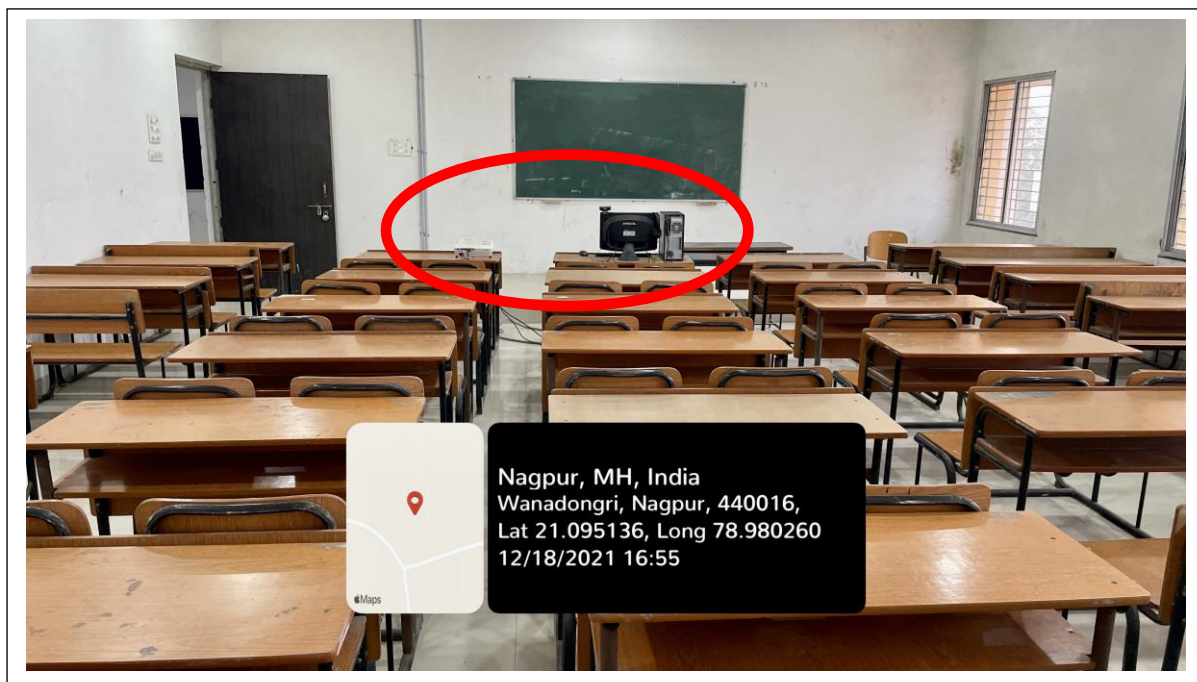 Nagpur, MH, India
Wanadongri, Nagpur, 440016,
Lat 21.095136, Long 78.980260
12/18/2021 16:55
Maps